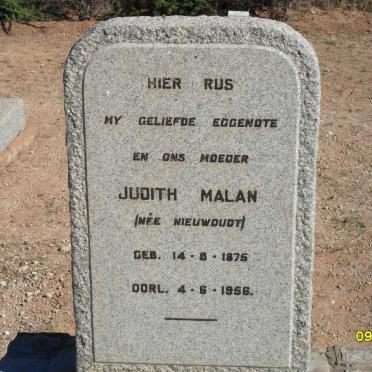 HIER RUS
MY GELIEFDE EGGENOTE
EN ONS MOEDER
JUDITH MALAN
(NÉE NIEUWOUDT)
GEB. 14 · 8 · 1875
OORL. 4 · 6 · 1956.
09